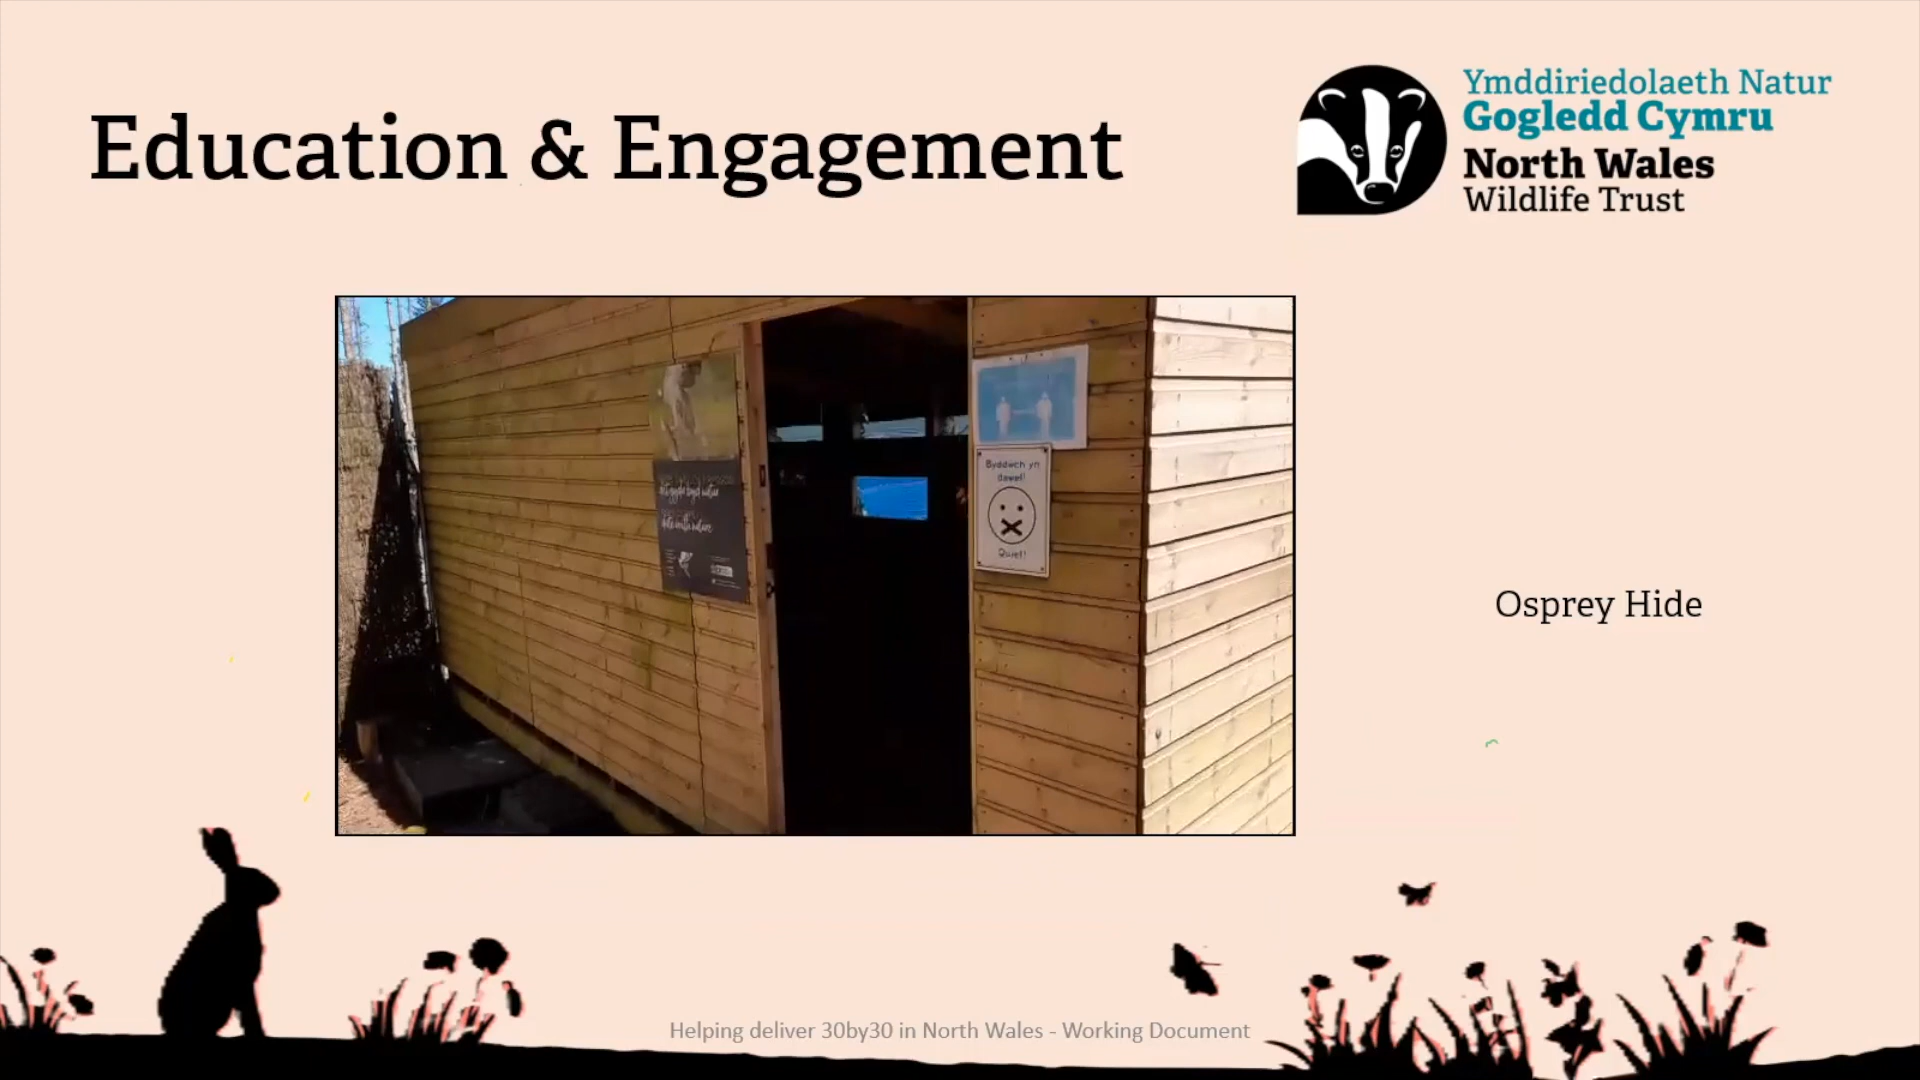 Education & Engagement
Ymddiriedolaeth Natur
Gogledd Cymru
North Wales
Wildlife Trust
Byddwch yn
dawel!
Quiet!
Osprey Hide
Helping deliver 30by30 in North Wales - Working Document